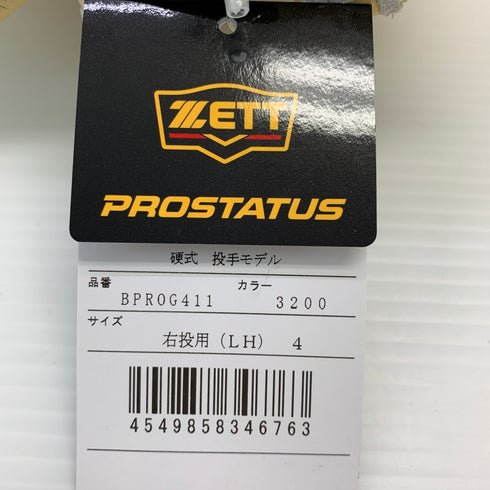 ZETT
PROSTATUS
硬式 投手モデル
品番 カラー
BPROG411 3200
サイズ
右投用(LH) 4
4549858346763